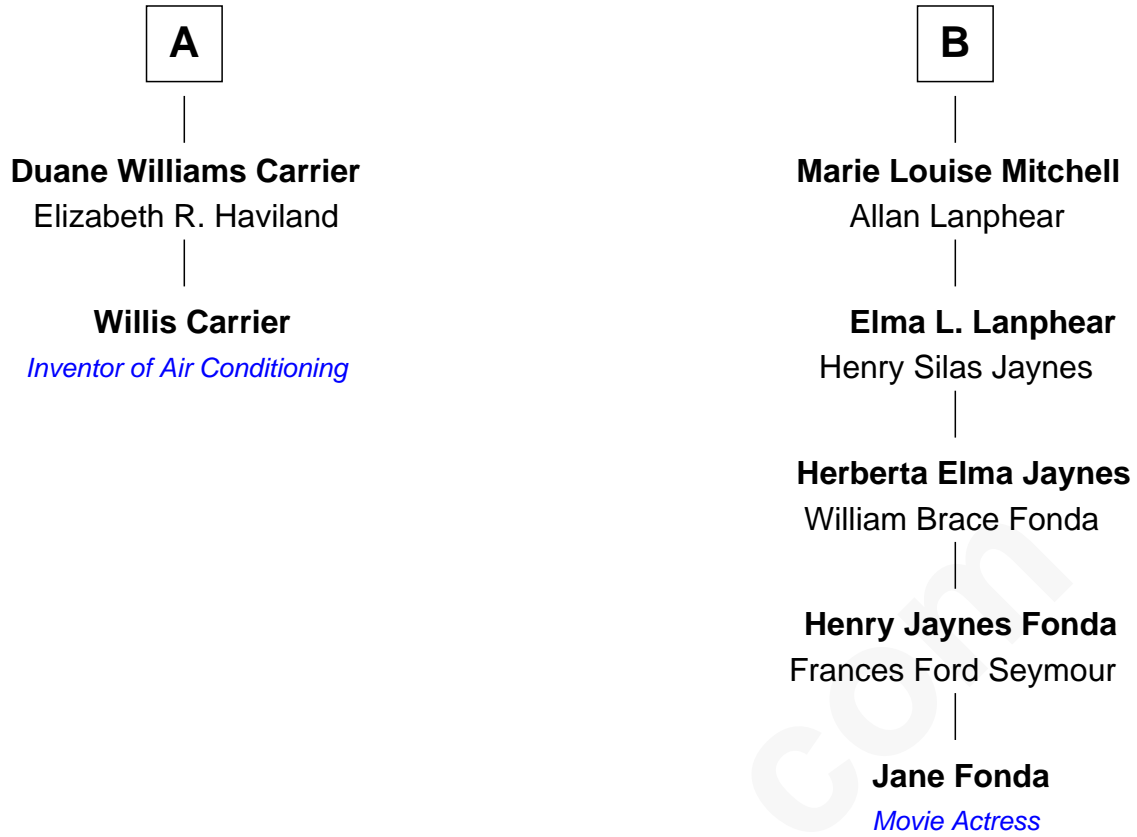 A
Duane Williams Carrier
Elizabeth R. Haviland
Willis Carrier
Inventor of Air Conditioning
B
Marie Louise Mitchell
Allan Lanphear
Elma L. Lanphear
Henry Silas Jaynes
Herberta Elma Jaynes
William Brace Fonda
Henry Jaynes Fonda
Frances Ford Seymour
Jane Fonda
Movie Actress
com